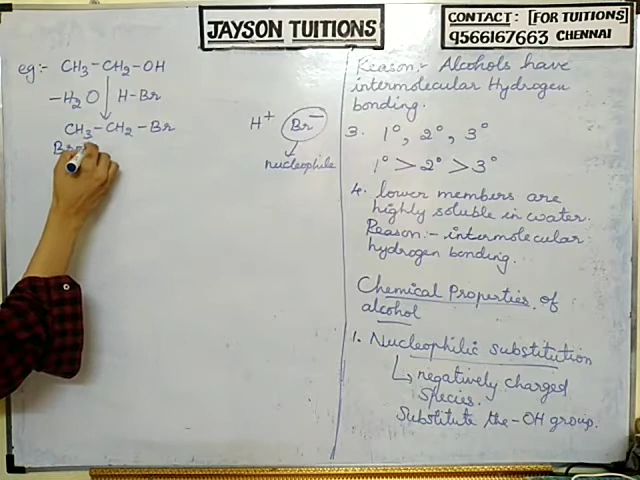 JAYSON TUITIONS
CONTACT: [FOR TUITIONS]
9566167663 CHENNAI
eg:- CH3-CH2-OH
-H2O H-Br
CH3-CH2-Br
H+ Br-
nucleophile
Reason:- Alcohols have
intermolecular Hydrogen
bonding.
3. 1°, 2°, 3°
1° > 2° > 3°
4. lower members are
highly soluble in water.
Reason:- intermolecular
hydrogen bonding.
Chemical Properties of
alcohol
1. Nucleophilic substitution
↳ negatively charged
species.
Substitute the -OH group.